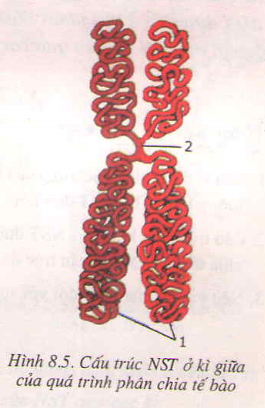 2
1
Hình 8.5. Cấu trúc NST ở kì giữa
của quá trình phân chia tế bào